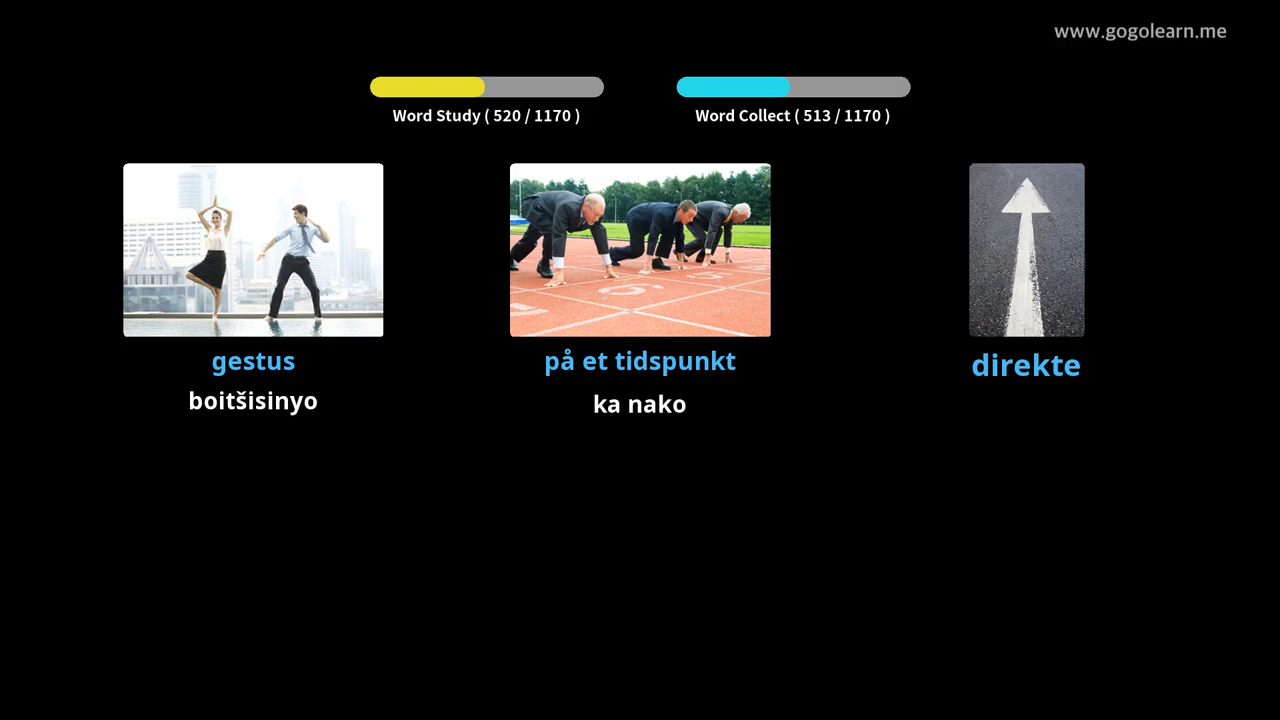 www.gogolearn.me
Word Study ( 520 / 1170 )
Word Collect ( 513 / 1170 )
gestus
boitšisinyo
på et tidspunkt
ka nako
direkte